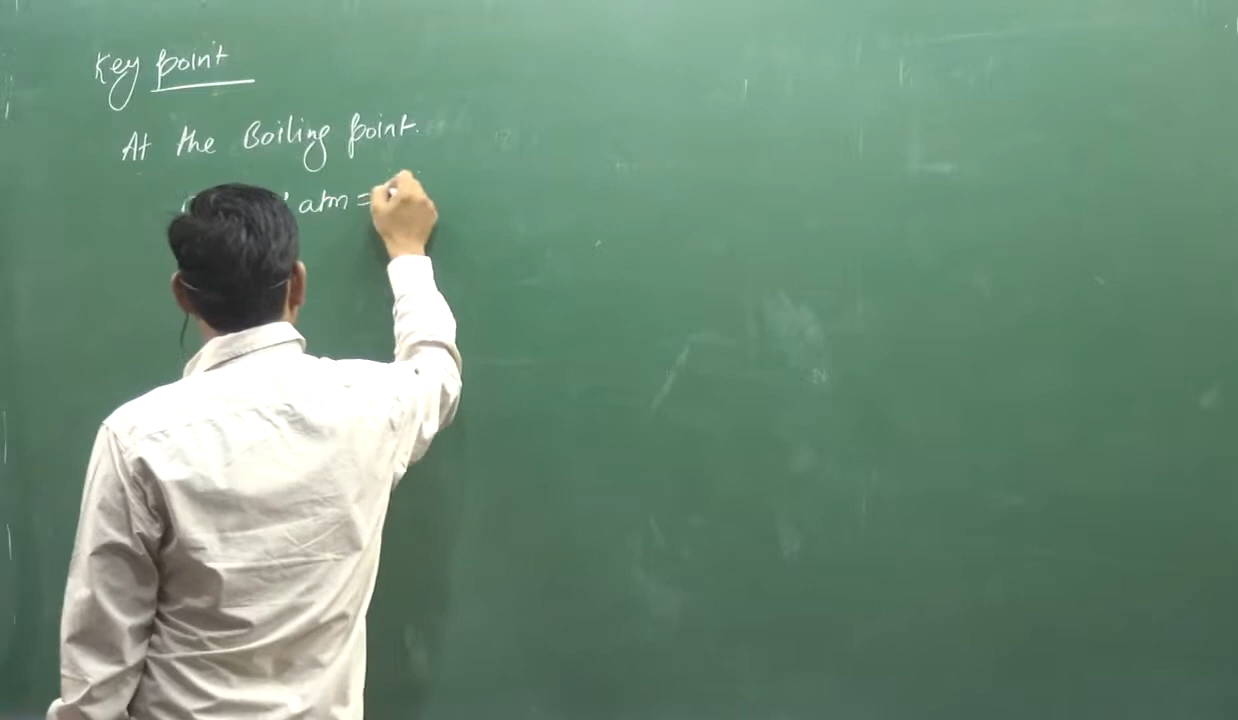 Key point
At the Boiling point.
atm =